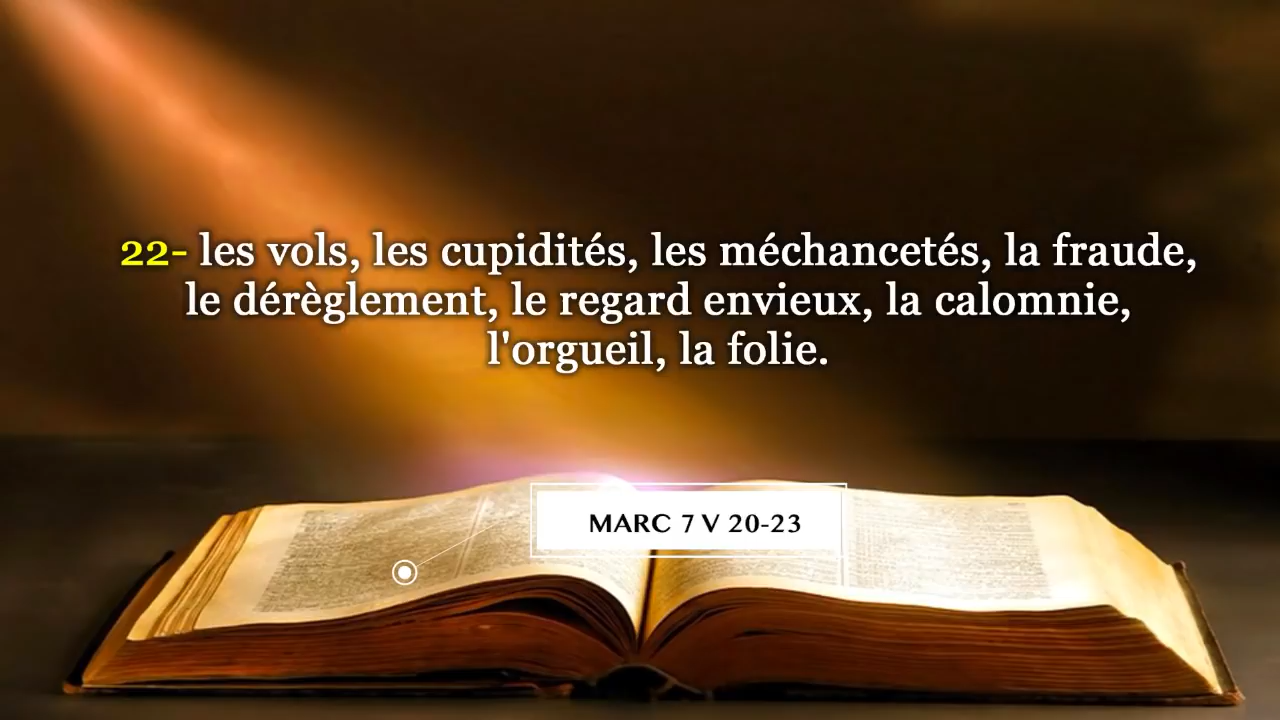 22- les vols, les cupidités, les méchancetés, la fraude,
le dérèglement, le regard envieux, la calomnie,
l'orgueil, la folie.
MARC 7 V 20-23